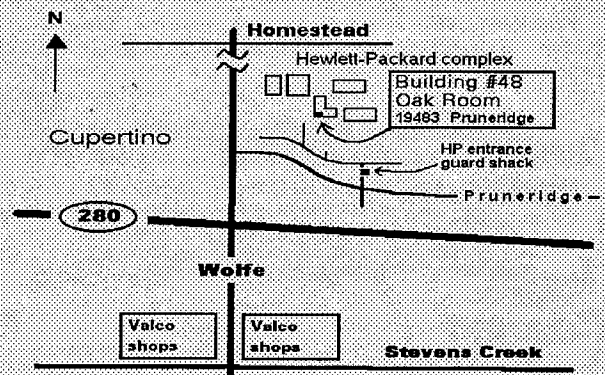 N
Homestead
Hewlett-Packard complex
Building #48
Oak Room
19483 Pruneridge
Cupertino
HP entrance
guard shack
Pruneridge
280
Wolfe
Valco
shops
Valco
shops
Stevens Creek